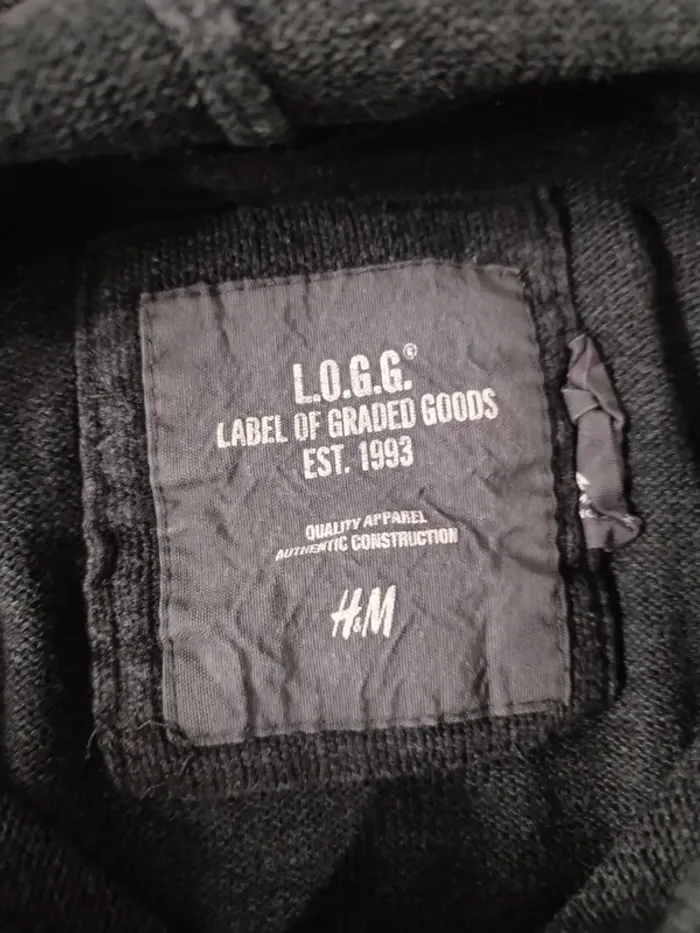 L.O.G.G.®
LABEL OF GRADED GOODS
EST. 1993
QUALITY APPAREL
AUTHENTIC CONSTRUCTION
H&M